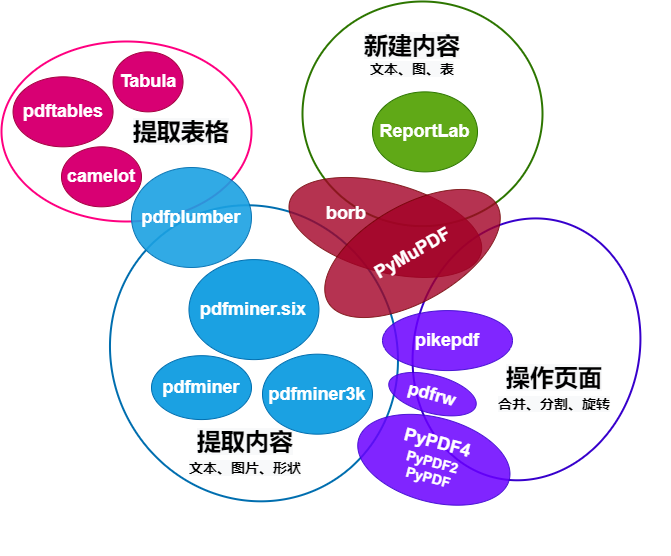 新建内容
文本、图、表
ReportLab
Tabula
pdftables
提取表格
camelot
pdfplumber
borb
PyMuPDF
pdfminer.six
pikepdf
操作页面
合并、分割、旋转
pdfminer
pdfminer3k
pdfrw
提取内容
文本、图片、形状
PyPDF4
PyPDF2
PyPDF